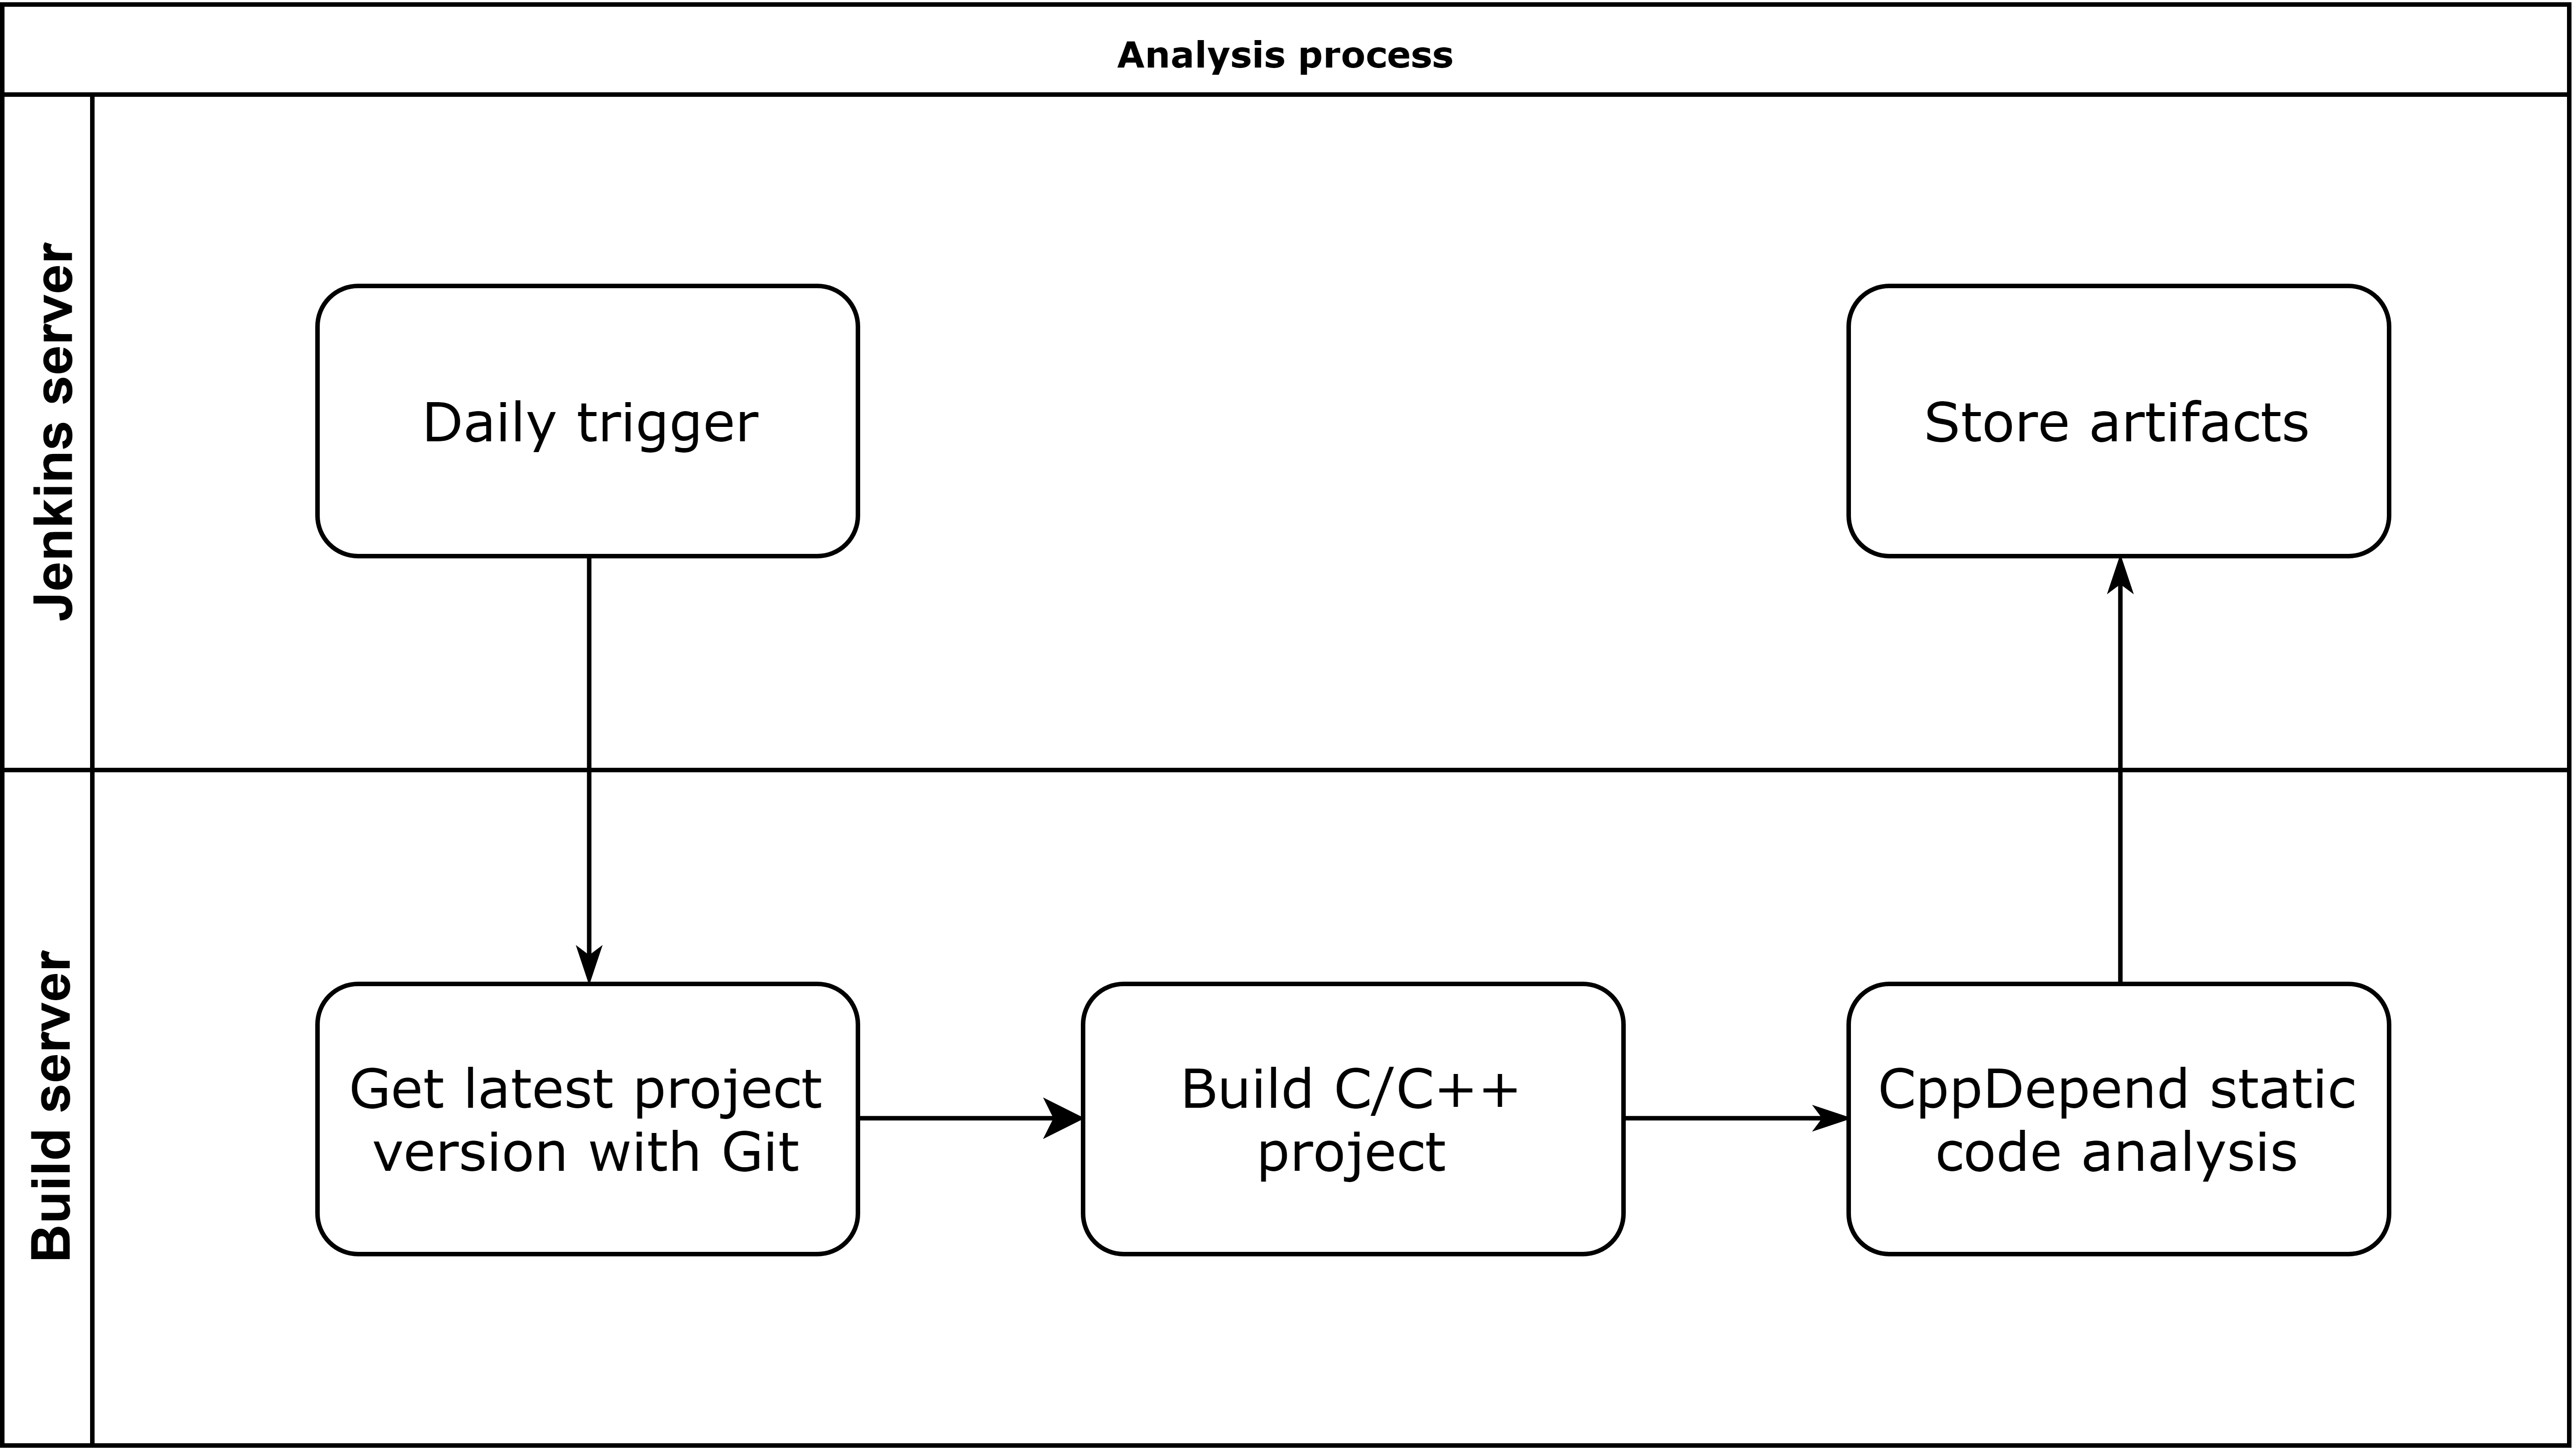 Analysis process
Jenkins server
Daily trigger
Store artifacts
Build server
Get latest project
version with Git
Build C/C++
project
CppDepend static
code analysis